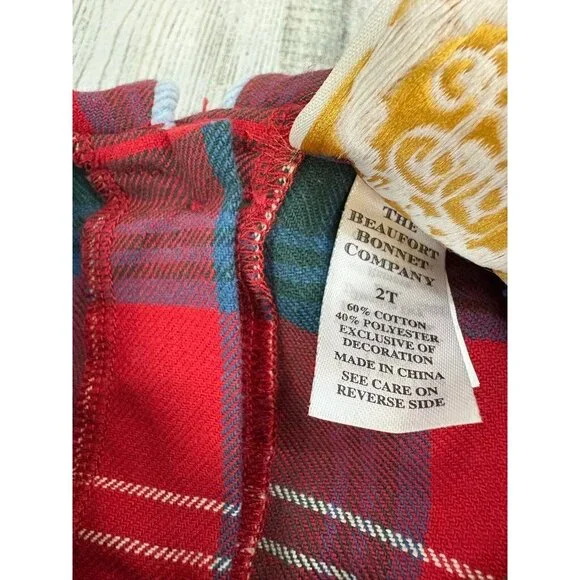 THE
BEAUFORT
BONNET
COMPANY
2T
60% COTTON
40% POLYESTER
EXCLUSIVE OF
DECORATION
MADE IN CHINA
SEE CARE ON
REVERSE SIDE